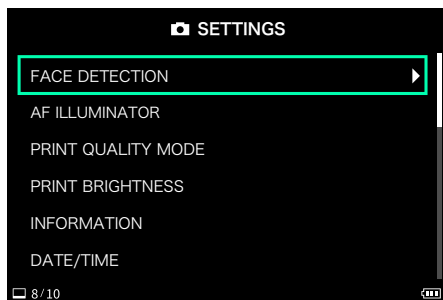 SETTINGS
FACE DETECTION
AF ILLUMINATOR
PRINT QUALITY MODE
PRINT BRIGHTNESS
INFORMATION
DATE/TIME
8/10